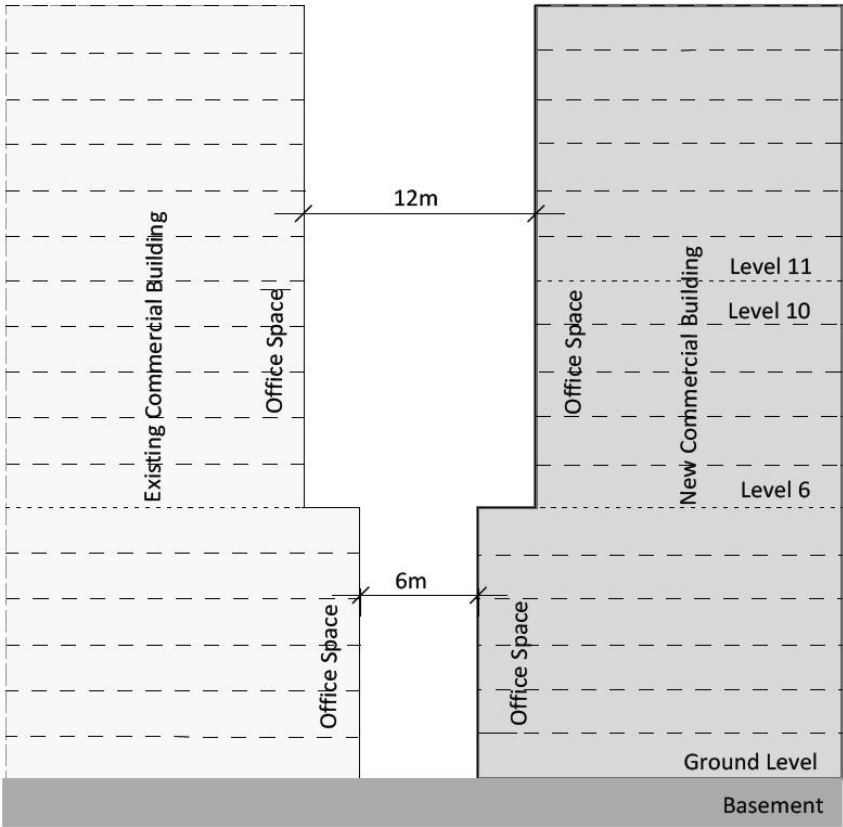 12m
Existing Commercial Building
Office Space
Office Space
New Commercial Building
Level 11
Level 10
Level 6
6m
Office Space
Office Space
Ground Level
Basement